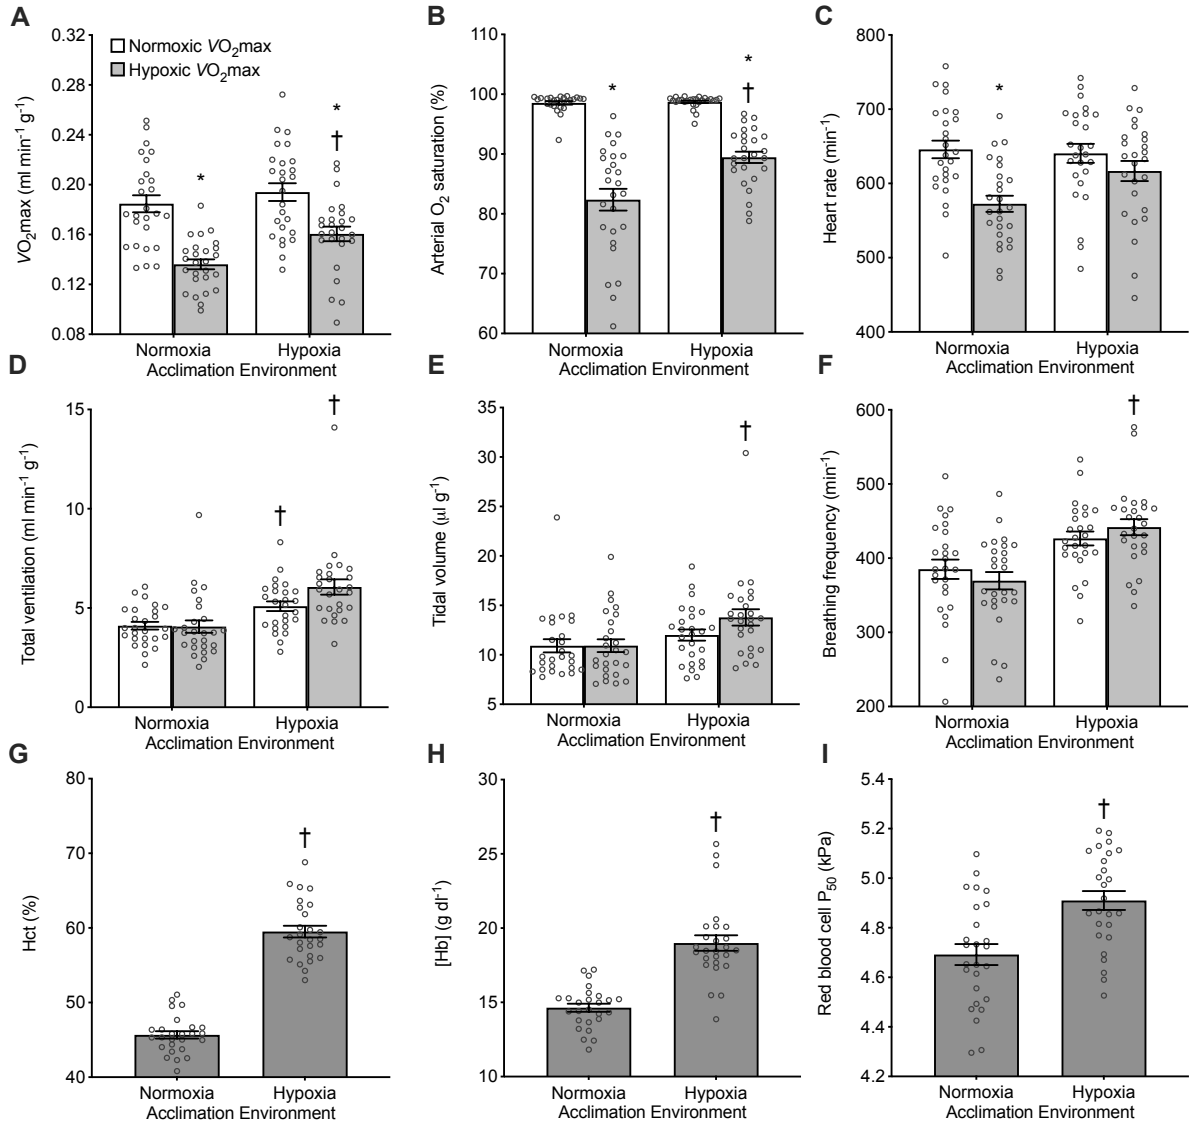 A
VO2max (ml min-1 g-1)
0.32
0.28
0.24
0.20
0.16
0.12
0.08
Normoxic VO2max
Hypoxic VO2max
*
*
†
Normoxia
Hypoxia
Acclimation Environment
B
Arterial O2 saturation (%)
110
100
90
80
70
60
*
*
†
Normoxia
Hypoxia
Acclimation Environment
C
Heart rate (min-1)
800
700
600
500
400
*
Normoxia
Hypoxia
Acclimation Environment
D
Total ventilation (ml min-1 g-1)
15
10
5
0
†
†
Normoxia
Hypoxia
Acclimation Environment
E
Tidal volume (μl g-1)
35
30
25
20
15
10
5
†
Normoxia
Hypoxia
Acclimation Environment
F
Breathing frequency (min-1)
600
500
400
300
200
†
Normoxia
Hypoxia
Acclimation Environment
G
Hct (%)
80
70
60
50
40
†
Normoxia
Hypoxia
Acclimation Environment
H
[Hb] (g dl-1)
30
25
20
15
10
†
Normoxia
Hypoxia
Acclimation Environment
I
Red blood cell P50 (kPa)
5.4
5.2
5.0
4.8
4.6
4.4
4.2
†
Normoxia
Hypoxia
Acclimation Environment